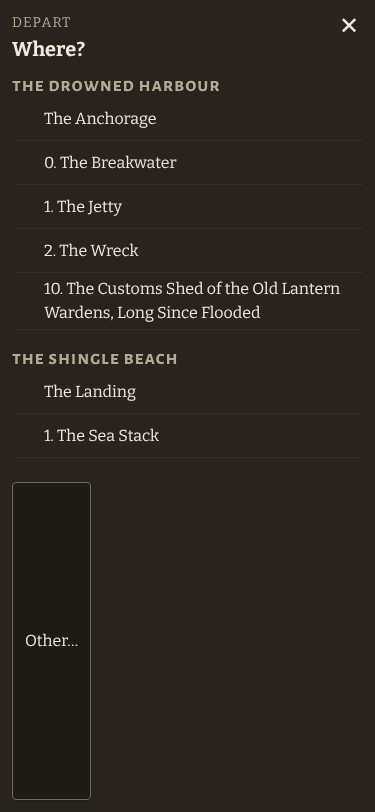 DEPART
Where?
THE DROWNED HARBOUR
The Anchorage
0. The Breakwater
1. The Jetty
2. The Wreck
10. The Customs Shed of the Old Lantern
Wardens, Long Since Flooded
THE SHINGLE BEACH
The Landing
1. The Sea Stack
Other...